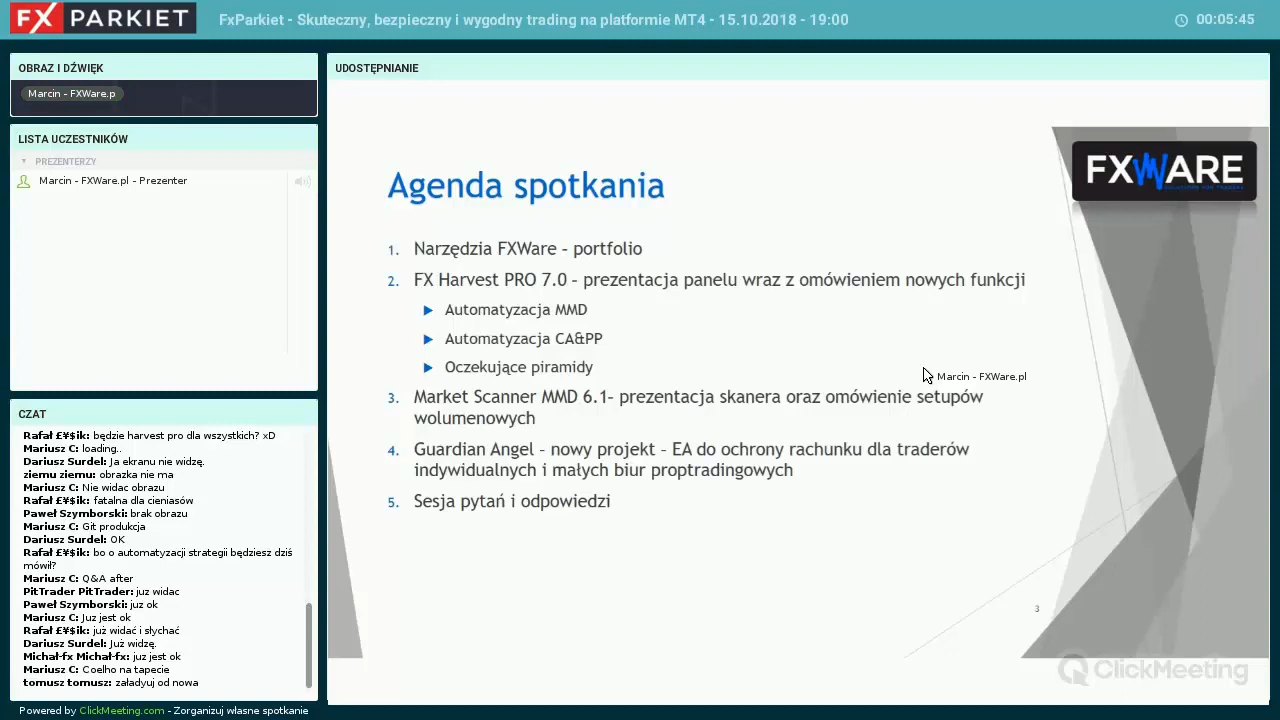 FX PARKIET
FxParkiet - Skuteczny, bezpieczny i wygodny trading na platformie MT4 - 15.10.2018 - 19:00
00:05:45
OBRAZ I DŹWIĘK
Marcin - FXWare.p
LISTA UCZESTNIKÓW
PREZENTERZY
Marcin - FXWare.pl - Prezenter
CZAT
Rafał £¥$ik: będzie harvest pro dla wszystkich? xD
Mariusz C: loading..
Dariusz Surdel: Ja ekranu nie widzę.
ziemu ziemu: obrazka nie ma
Mariusz C: Nie widac obrazu
Rafał £¥$ik: fatalna dla cieniasów
Paweł Szymborski: brak obrazu
Mariusz C: Git produkcja
Dariusz Surdel: OK
Rafał £¥$ik: bo o automatyzacji strategii będziesz dziś
mówił?
Mariusz C: Q&A after
PitTrader PitTrader: juz widac
Paweł Szymborski: juz ok
Mariusz C: Juz jest ok
Rafał £¥$ik: już widać i słychać
Dariusz Surdel: Już widzę.
Michał-fx Michał-fx: juz jest ok
Mariusz C: Coelho na tapecie
tomusz tomusz: załadyuj od nowa
Powered by ClickMeeting.com - Zorganizuj własne spotkanie
UDOSTĘPNIANIE
FXWARE
Agenda spotkania
1. Narzędzia FXWare – portfolio
2. FX Harvest PRO 7.0 – prezentacja panelu wraz z omówieniem nowych funkcji
Automatyzacja MMD
Automatyzacja CA&PP
Oczekujące piramidy
Marcin - FXWare.pl
3. Market Scanner MMD 6.1– prezentacja skanera oraz omówienie setupów
wolumenowych
4. Guardian Angel – nowy projekt – EA do ochrony rachunku dla traderów
indywidualnych i małych biur proptradingowych
5. Sesja pytań i odpowiedzi
3
ClickMeeting